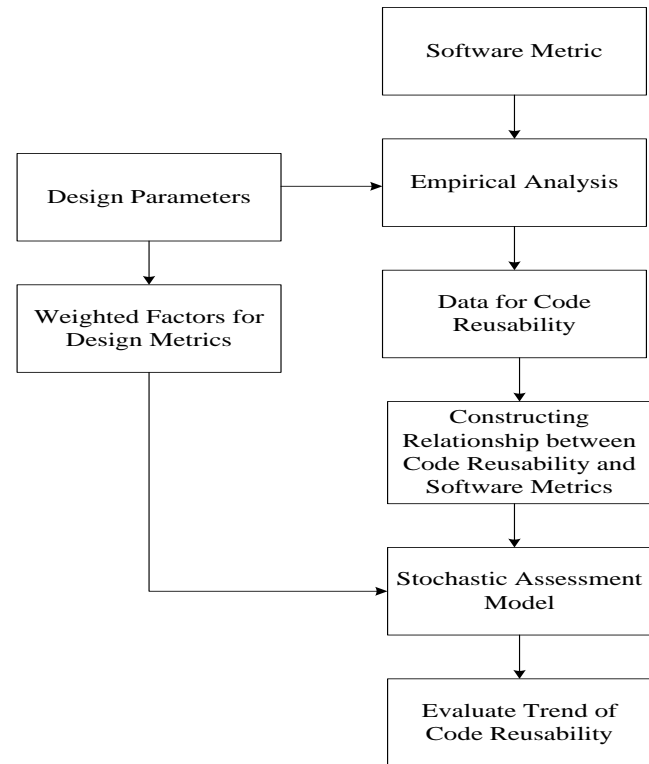 Software Metric
Empirical Analysis
Design Parameters
Weighted Factors for
Design Metrics
Data for Code
Reusability
Constructing
Relationship between
Code Reusability and
Software Metrics
Stochastic Assessment
Model
Evaluate Trend of
Code Reusability